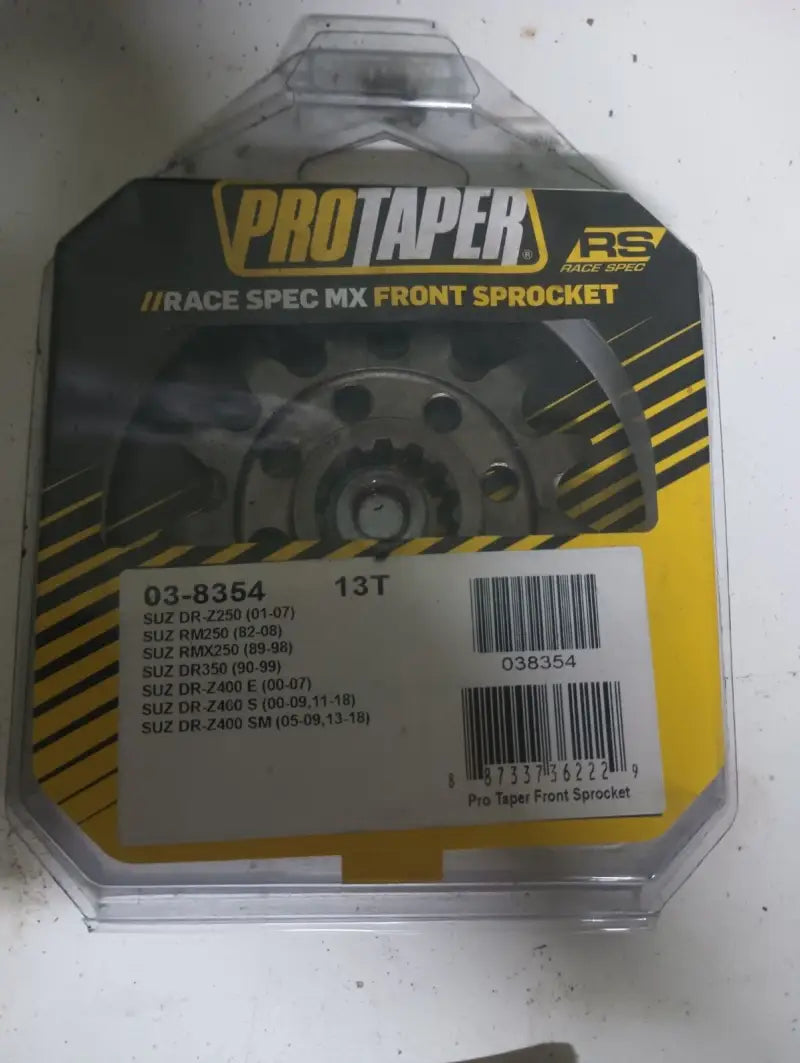 PROTAPER®
RS
RACE SPEC
//RACE SPEC MX FRONT SPROCKET
03-8354 13T
SUZ DR-Z250 (01-07)
SUZ RM250 (82-08)
SUZ RMX250 (89-98)
SUZ DR350 (90-99)
SUZ DR-Z400 E (00-07)
SUZ DR-Z400 S (00-09,11-18)
SUZ DR-Z400 SM (05-09,13-18)
038354
8 87337 36222 9
Pro Taper Front Sprocket